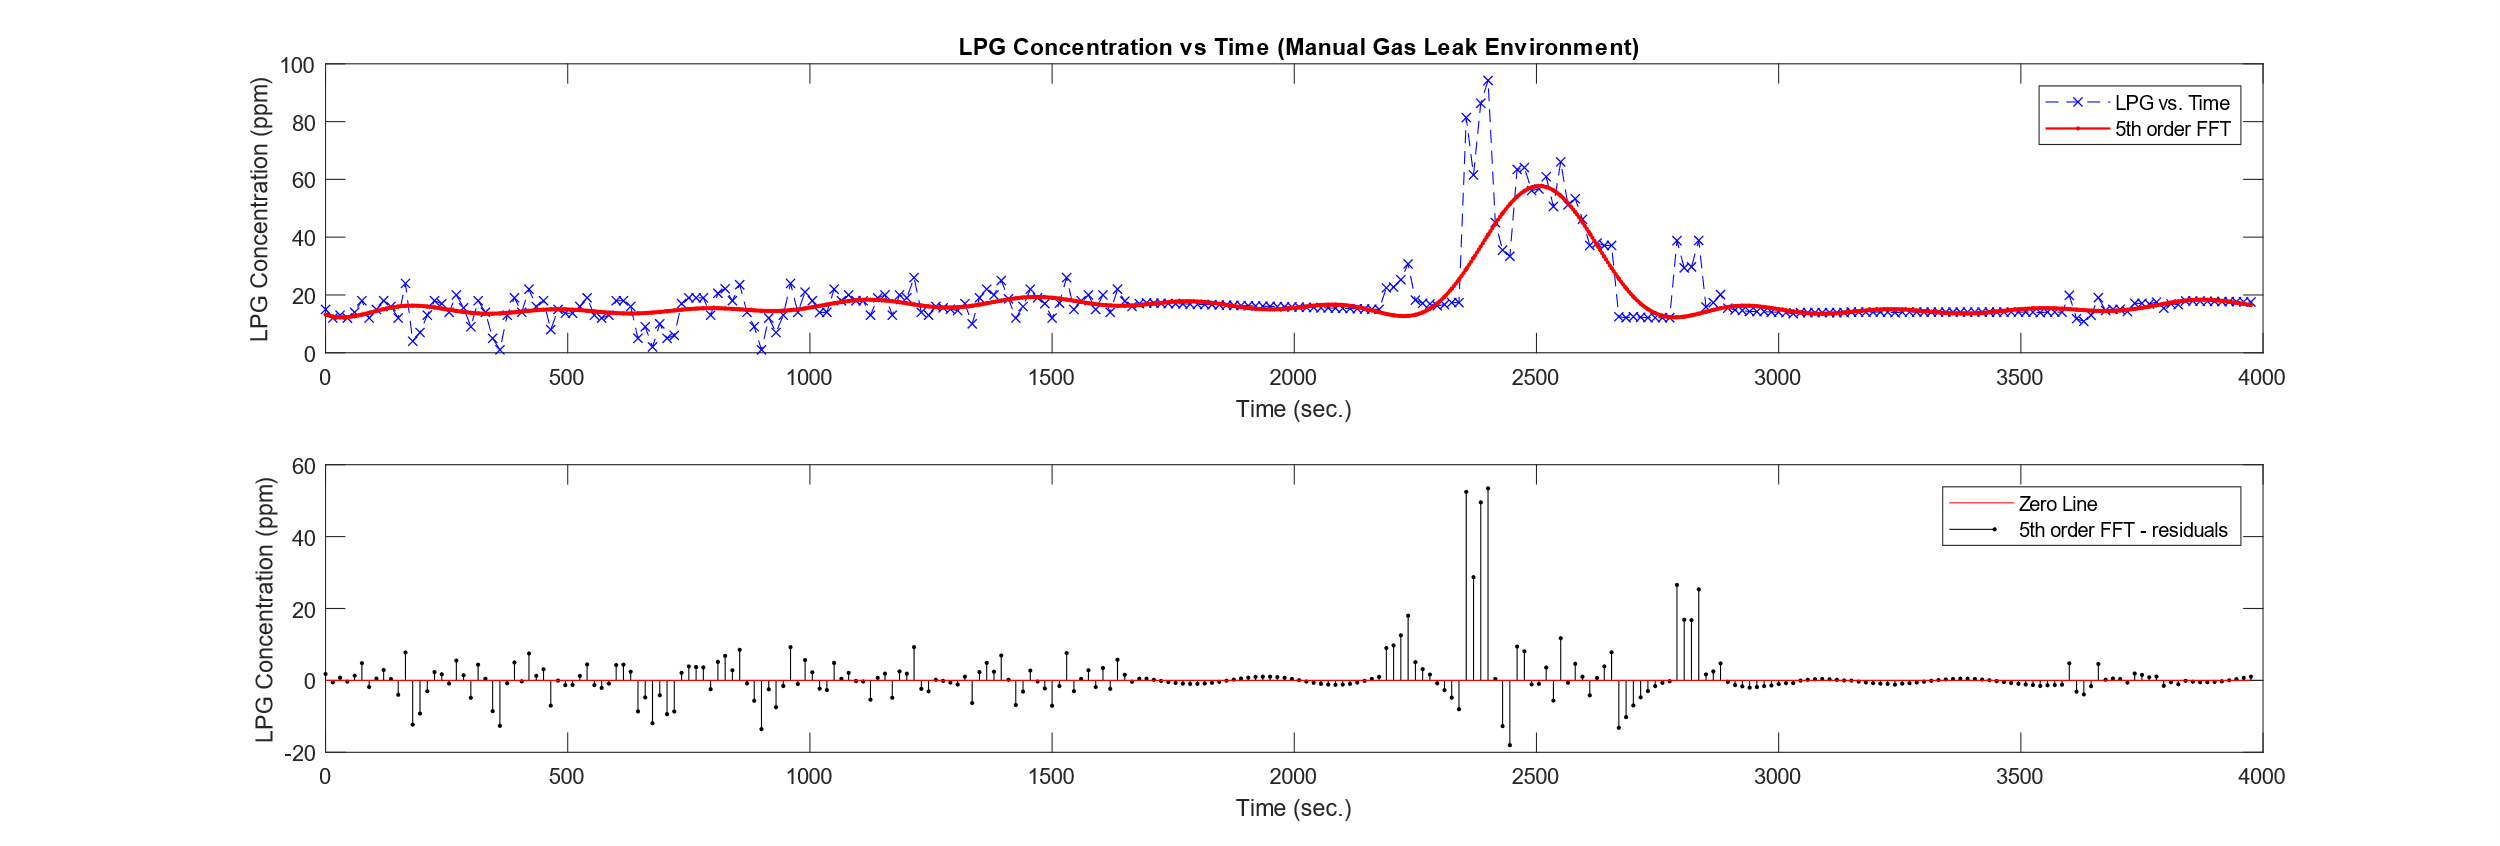 LPG Concentration vs Time (Manual Gas Leak Environment)
LPG Concentration (ppm)
100
80
60
40
20
0
0 500 1000 1500 2000 2500 3000 3500 4000
Time (sec.)
LPG vs. Time
5th order FFT
LPG Concentration (ppm)
60
40
20
0
-20
0 500 1000 1500 2000 2500 3000 3500 4000
Time (sec.)
Zero Line
5th order FFT - residuals